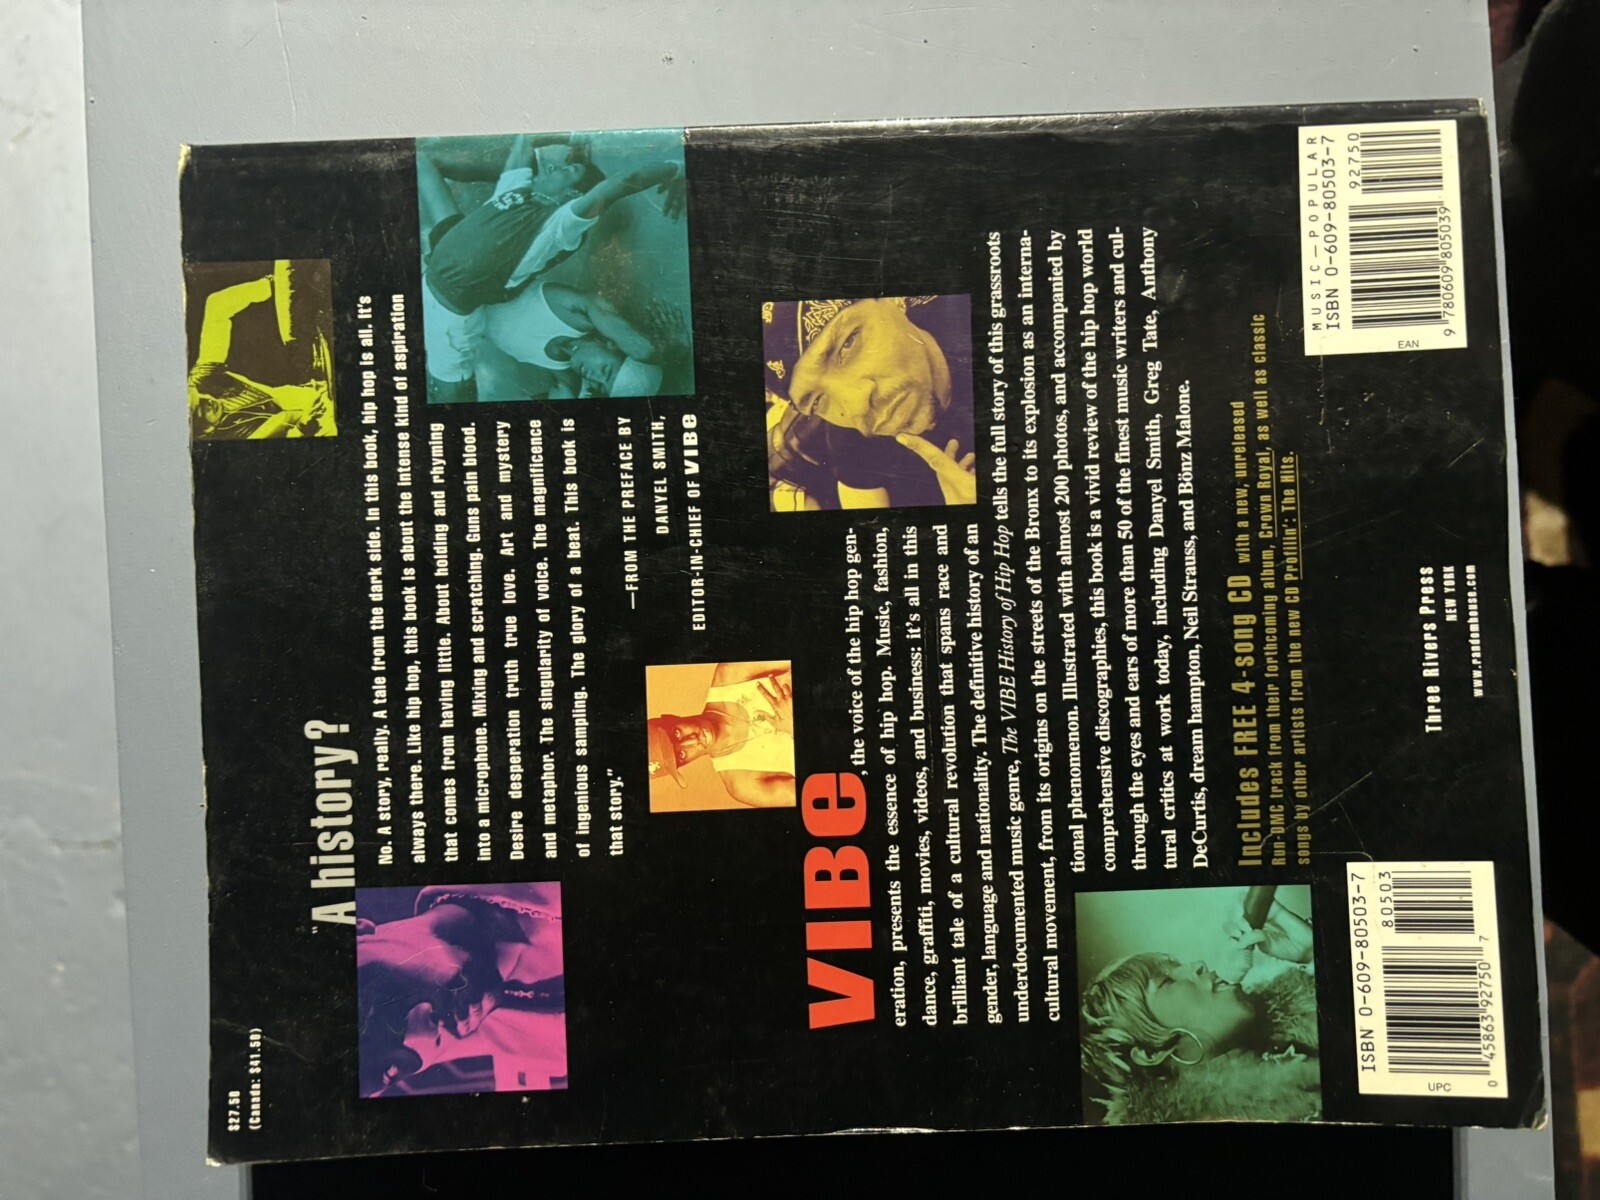 $27.50
(Canada: $41.50)
"A history?
No. A story, really. A tale from the dark side. In this book, hip hop is all. It's
always there. Like hip hop, this book is about the intense kind of aspiration
that comes from having little. About holding and rhyming
into a microphone. Mixing and scratching. Guns pain blood.
Desire desperation truth true love. Art and mystery
and metaphor. The singularity of voice. The magnificence
of ingenious sampling. The glory of a beat. This book is
that story."
—FROM THE PREFACE BY
DANYEL SMITH,
EDITOR-IN-CHIEF OF VIBE
VIBE, the voice of the hip hop gen-
eration, presents the essence of hip hop. Music, fashion,
dance, graffiti, movies, videos, and business: it's all in this
brilliant tale of a cultural revolution that spans race and
gender, language and nationality. The definitive history of an
underdocumented music genre, The VIBE History of Hip Hop tells the full story of this grassroots
cultural movement, from its origins on the streets of the Bronx to its explosion as an interna-
tional phenomenon. Illustrated with almost 200 photos, and accompanied by
comprehensive discographies, this book is a vivid review of the hip hop world
through the eyes and ears of more than 50 of the finest music writers and cul-
tural critics at work today, including Danyel Smith, Greg Tate, Anthony
DeCurtis, dream hampton, Neil Strauss, and Bönz Malone.
Includes FREE 4-song CD with a new, unreleased
Run-DMC track from their forthcoming album, Crown Royal, as well as classic
songs by other artists from the new CD Profilin': The Hits.
ISBN 0-609-80503-7
80503
UPC
0 45863 92750 7
Three Rivers Press
NEW YORK
www.randomhouse.com
MUSIC—POPULAR
ISBN 0-609-80503-7
92750
EAN
9 780609 805039